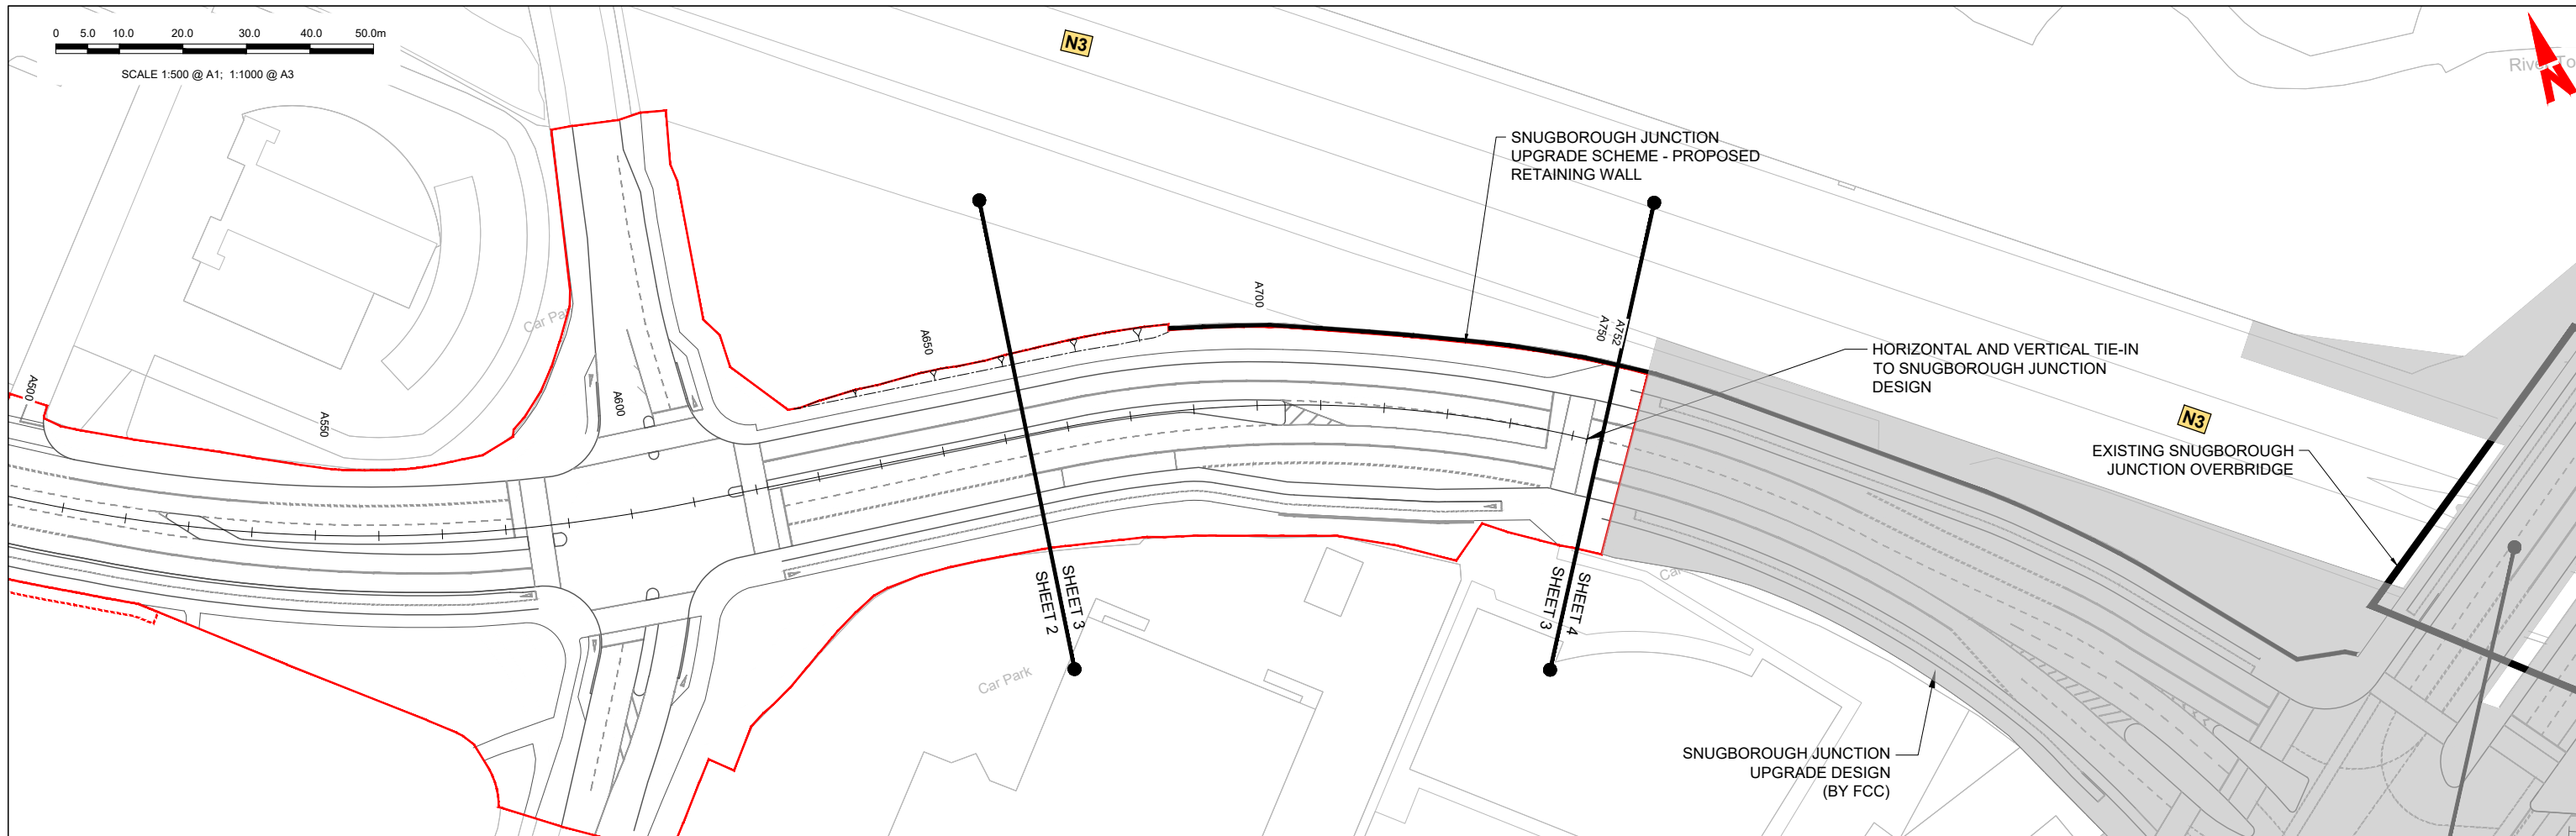 0 5.0 10.0 20.0 30.0 40.0 50.0m
SCALE 1:500 @ A1; 1:1000 @ A3
N3
N
SNUGBOROUGH JUNCTION
UPGRADE SCHEME - PROPOSED
RETAINING WALL
Car
A500
A550
A600
A650
A700
A750
A752
HORIZONTAL AND VERTICAL TIE-IN
TO SNUGBOROUGH JUNCTION
DESIGN
N3
EXISTING SNUGBOROUGH
JUNCTION OVERBRIDGE
SHEET 3
SHEET 2
SHEET 3
SHEET 4
Car Park
SNUGBOROUGH JUNCTION
UPGRADE DESIGN
(BY FCC)